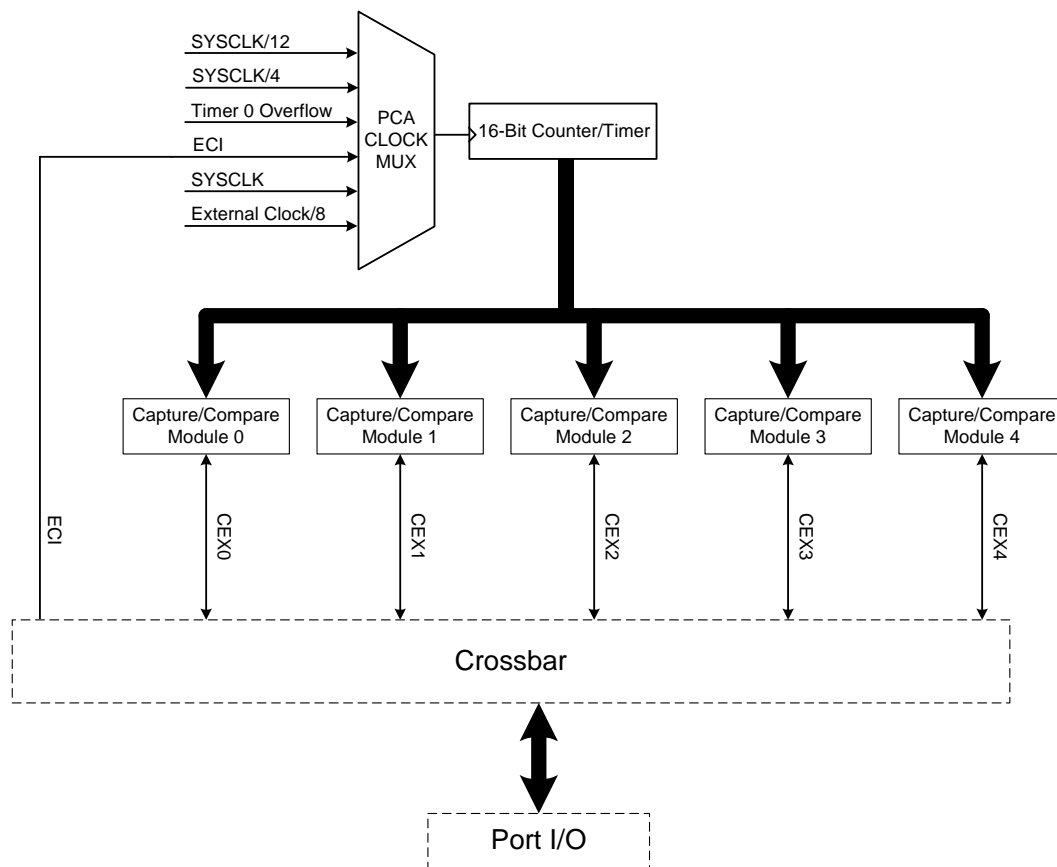 SYSCLK/12
SYSCLK/4
Timer 0 Overflow
ECI
SYSCLK
External Clock/8
PCA
CLOCK
MUX
16-Bit Counter/Timer
Capture/Compare
Module 0
Capture/Compare
Module 1
Capture/Compare
Module 2
Capture/Compare
Module 3
Capture/Compare
Module 4
ECI
CEX0
CEX1
CEX2
CEX3
CEX4
Crossbar
Port I/O